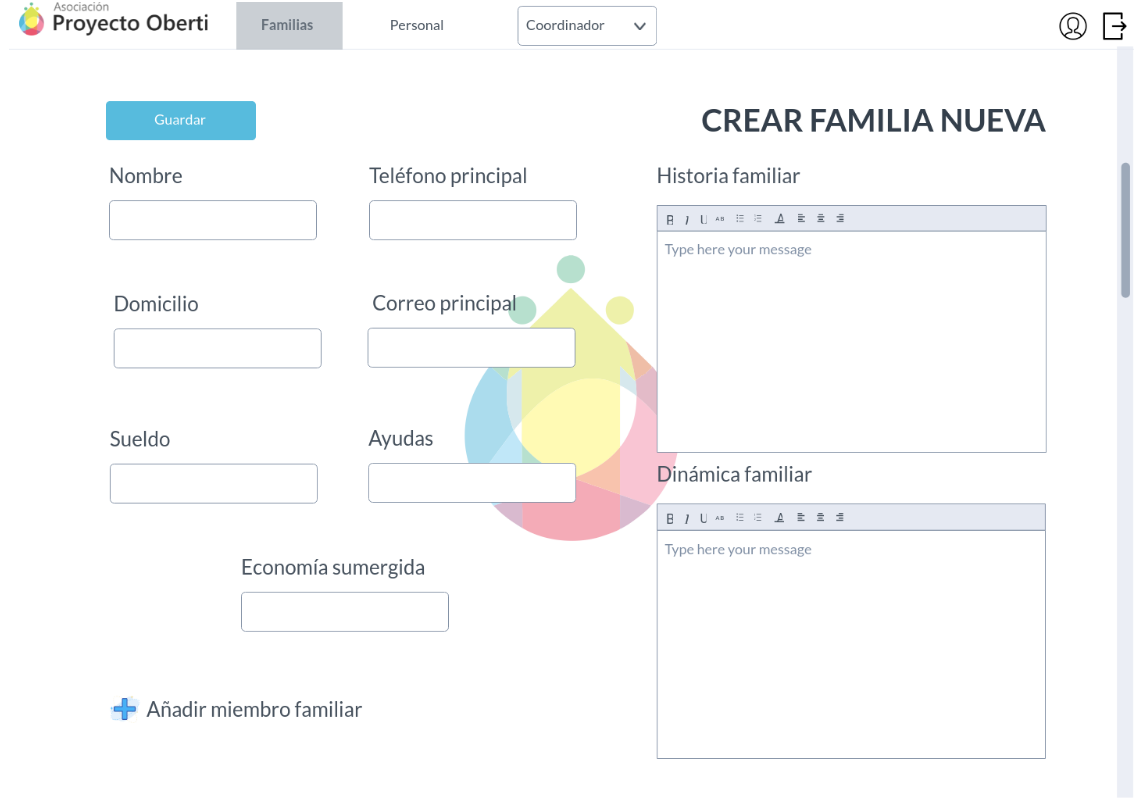 Asociación
Proyecto Oberti
Familias
Personal
Coordinador
Guardar
CREAR FAMILIA NUEVA
Nombre
Teléfono principal
Historia familiar
B I U AB A
Type here your message
Domicilio
Correo principal
Sueldo
Ayudas
Dinámica familiar
B I U AB A
Type here your message
Economía sumergida
Añadir miembro familiar